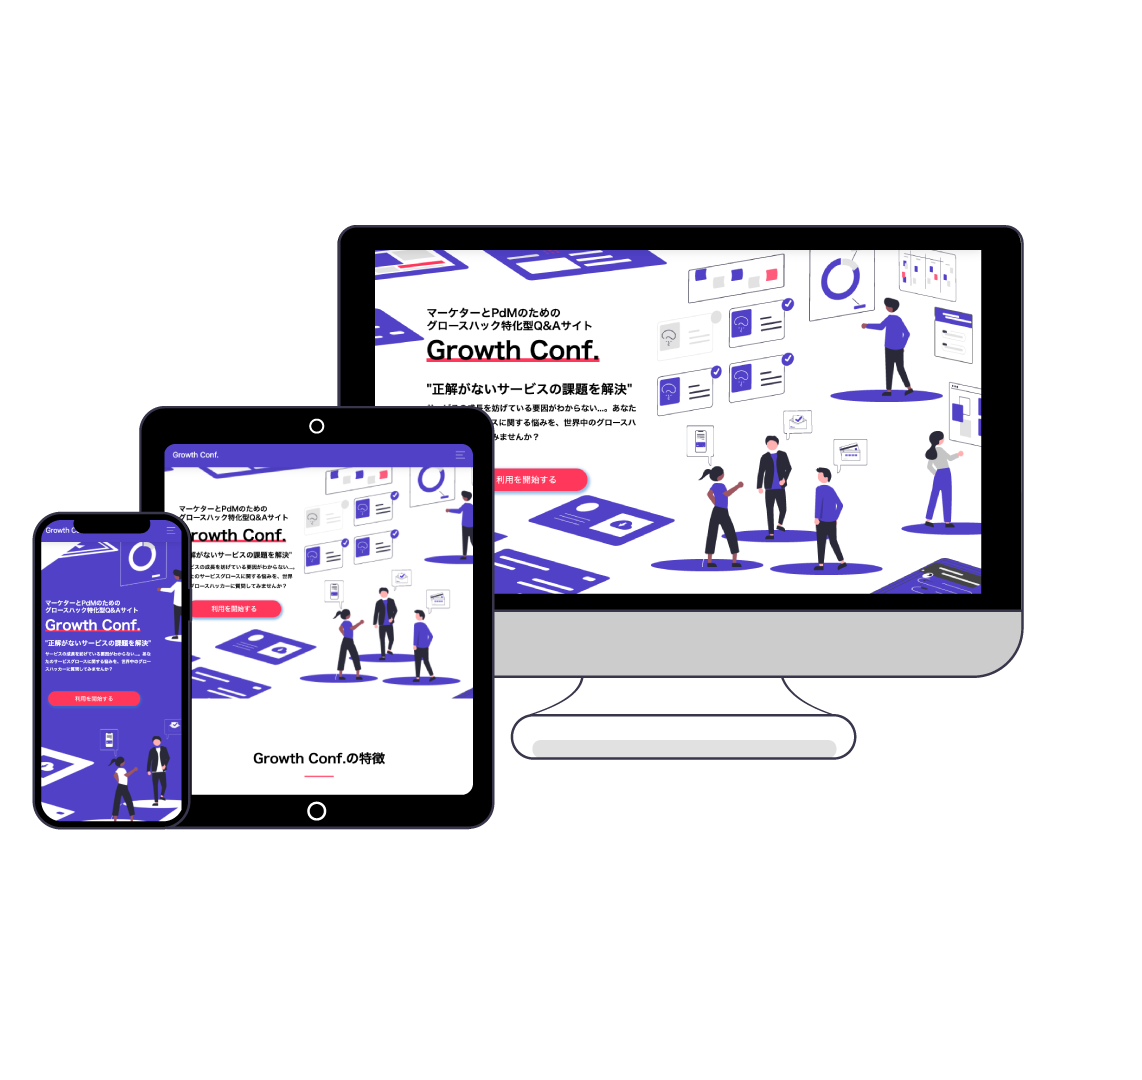 マーケターとPdMのための
グロースハック特化型Q&Aサイト
Growth Conf.
"正解がないサービスの課題を解決"
長を妨げている要因がわからない...。あなた
スに関する悩みを、世界中のグロースハ
みませんか？
利用を開始する
Growth Conf.
マーケターとPdMのための
グロースハック特化型Q&Aサイト
rowth Conf.
解がないサービスの課題を解決"
ビスの成長を妨げている要因がわからない...。
たのサービスグロースに関する悩みを、世界
グロースハッカーに質問してみませんか？
利用を開始する
Growth Conf.の特徴
Growth C
マーケターとPdMのための
グロースハック特化型Q&Aサイト
Growth Conf.
"正解がないサービスの課題を解決"
サービスの成長を妨げている要因がわからない...。あな
たのサービスグロースに関する悩みを、世界中のグロー
スハッカーに質問してみませんか？
利用を開始する